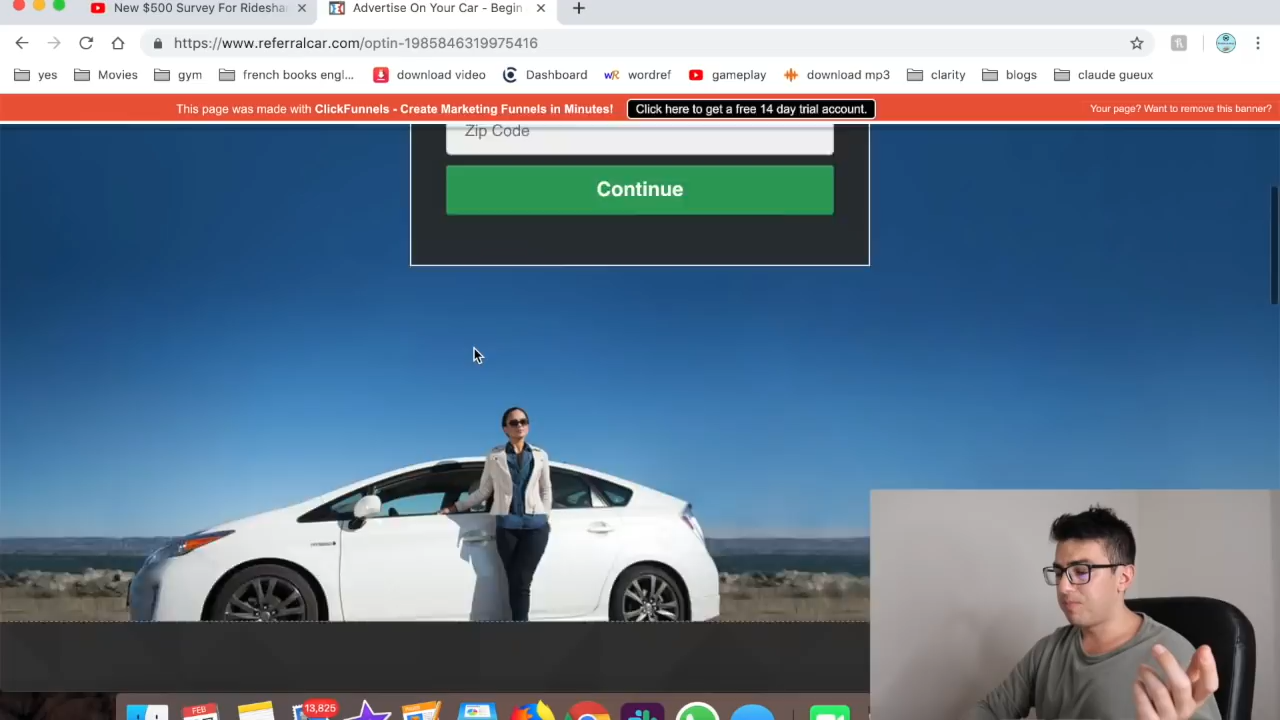 New $500 Survey For Ridesha
Advertise On Your Car - Begin
https://www.referralcar.com/optin-1985846319975416
yes
Movies
gym
french books engl...
download video
Dashboard
wR
wordref
gameplay
download mp3
clarity
blogs
claude gueux
This page was made with ClickFunnels - Create Marketing Funnels in Minutes!
Click here to get a free 14 day trial account.
Your page? Want to remove this banner?
Zip Code
Continue
FEB
13,825